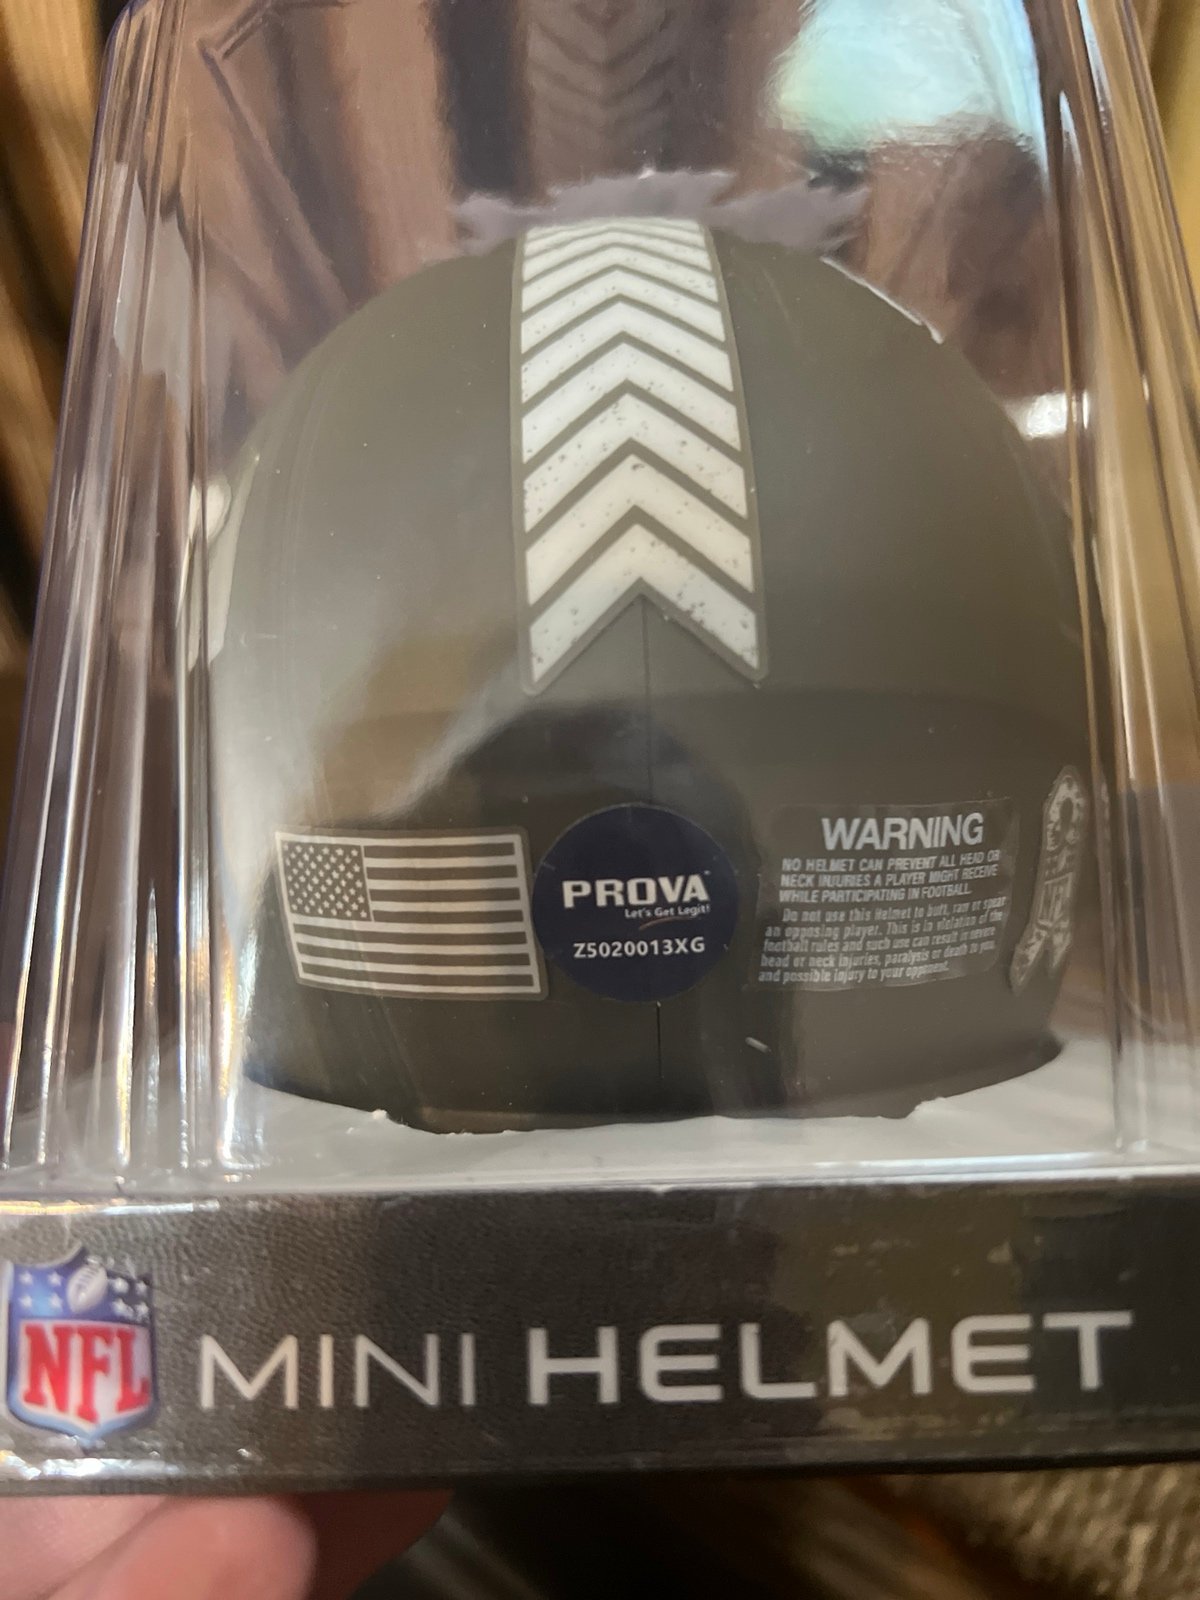 PROVA
Let's Get Legit!
Z5020013XG
WARNING
NO HELMET CAN PREVENT ALL HEAD OR
NECK INJURIES A PLAYER MIGHT RECEIVE
WHILE PARTICIPATING IN FOOTBALL.
Do not use this Helmet to butt, ram or spear
an opposing player. This is in violation of the
football rules and such use can result in severe
head or neck injuries, paralysis or death to you
and possible injury to your opponent.
NFL
MINI HELMET